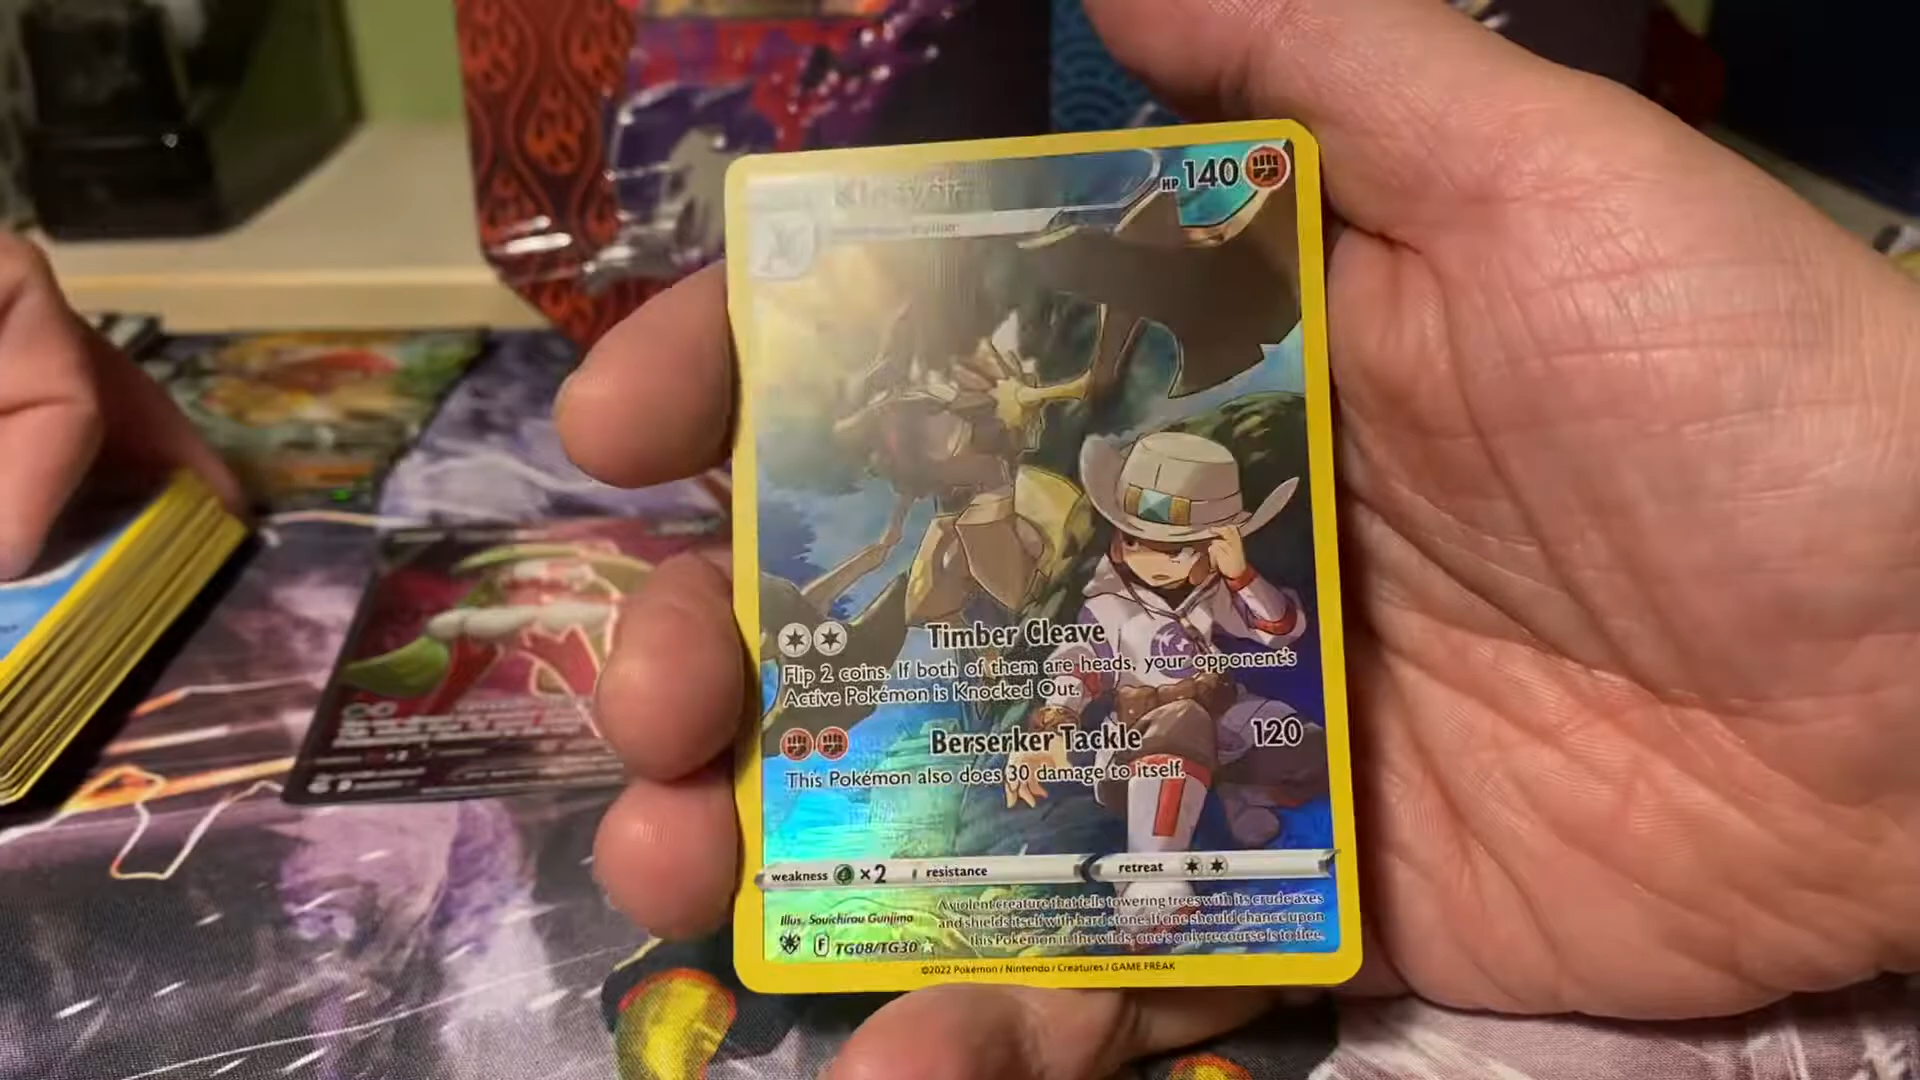 Kleavor
HP 140
Timber Cleave
Flip 2 coins. If both of them are heads, your opponent's
Active Pokémon is Knocked Out.
Berserker Tackle 120
This Pokémon also does 30 damage to itself.
weakness ×2 resistance retreat
Illus. Souichirou Gunjima
A violent creature that fells towering trees with its crude axes
and shields itself with hard stone. If one should chance upon
this Pokémon in the wilds, one's only recourse is to flee.
F TG08/TG30
©2022 Pokémon / Nintendo / Creatures / GAME FREAK